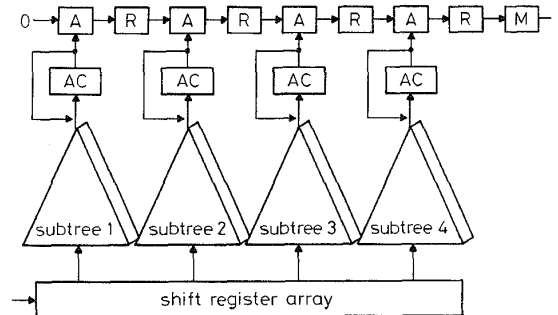 0 A R A R A R A R M
AC AC AC AC
subtree 1 subtree 2 subtree 3 subtree 4
shift register array